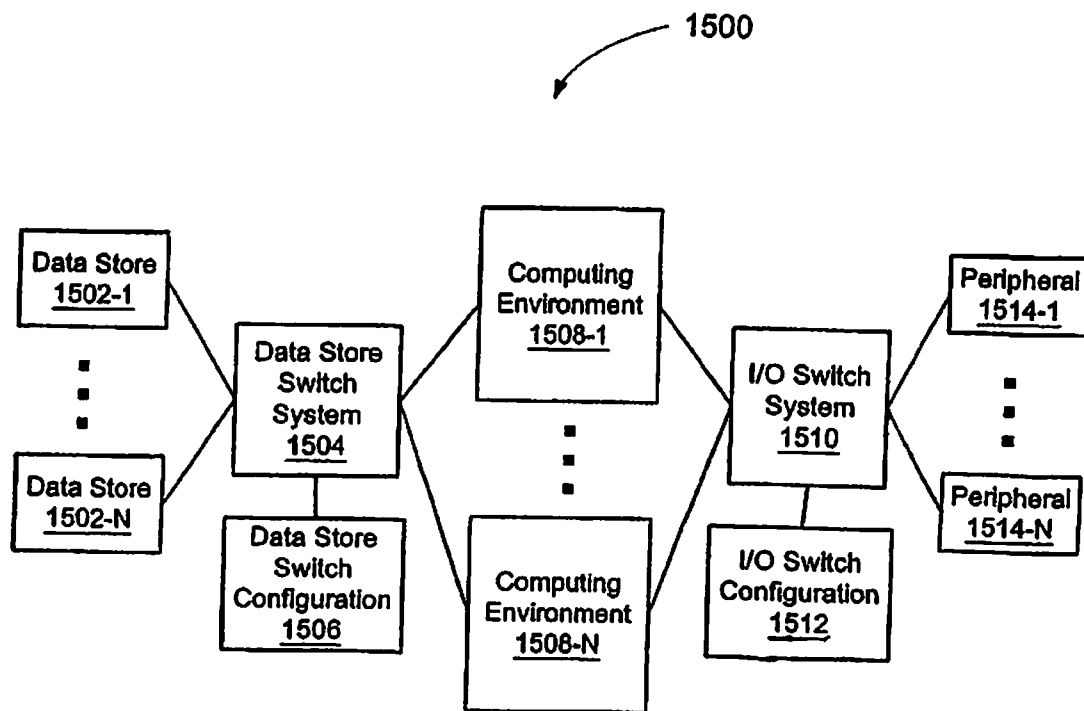 1500
Data Store
1502-1
Data Store
1502-N
Data Store
Switch
System
1504
Data Store
Switch
Configuration
1506
Computing
Environment
1508-1
Computing
Environment
1508-N
I/O Switch
System
1510
I/O Switch
Configuration
1512
Peripheral
1514-1
Peripheral
1514-N